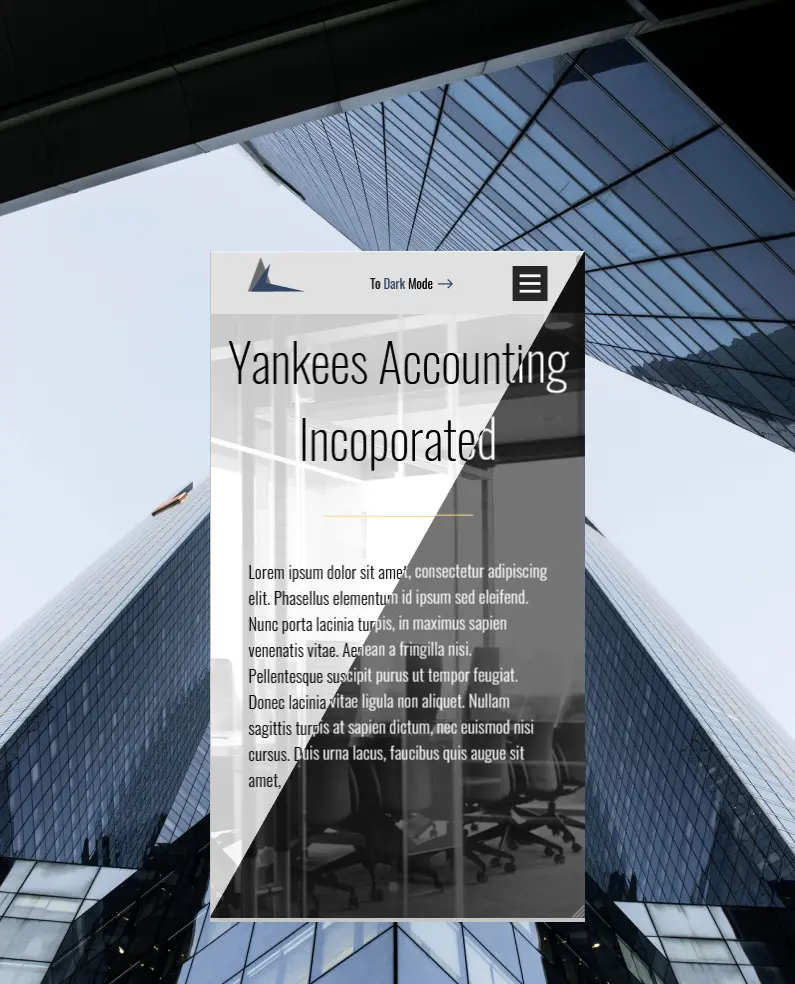 To Dark Mode
Yankees Accounting
Incoporated
Lorem ipsum dolor sit amet, consectetur adipiscing
elit. Phasellus elementum id ipsum sed eleifend.
Nunc porta lacinia turpis, in maximus sapien
venenatis vitae. Aenean a fringilla nisi.
Pellentesque suscipit purus ut tempor feugiat.
Donec lacinia vitae ligula non aliquet. Nullam
sagittis turpis at sapien dictum, nec euismod nisi
cursus. Duis urna lacus, faucibus quis augue sit
amet,